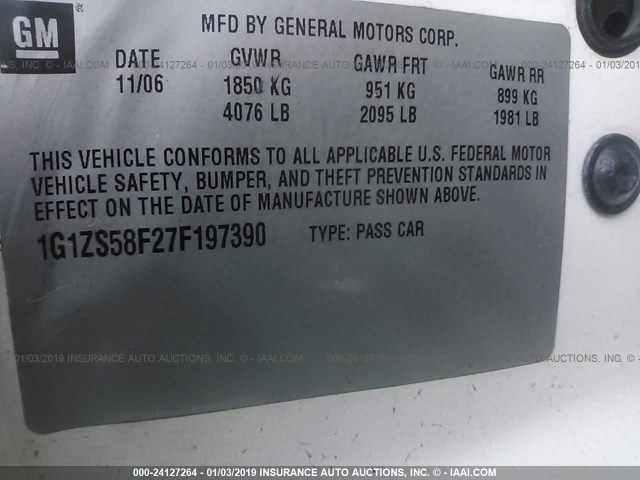 GM
MFD BY GENERAL MOTORS CORP.
DATE GVWR GAWR FRT GAWR RR
11/06 1850 KG 951 KG 899 KG
4076 LB 2095 LB 1981 LB
THIS VEHICLE CONFORMS TO ALL APPLICABLE U.S. FEDERAL MOTOR
VEHICLE SAFETY, BUMPER, AND THEFT PREVENTION STANDARDS IN
EFFECT ON THE DATE OF MANUFACTURE SHOWN ABOVE.
1G1ZS58F27F197390 TYPE: PASS CAR
000-24127264 - 01/03/2019 INSURANCE AUTO AUCTIONS, INC. - © - IAAI.COM